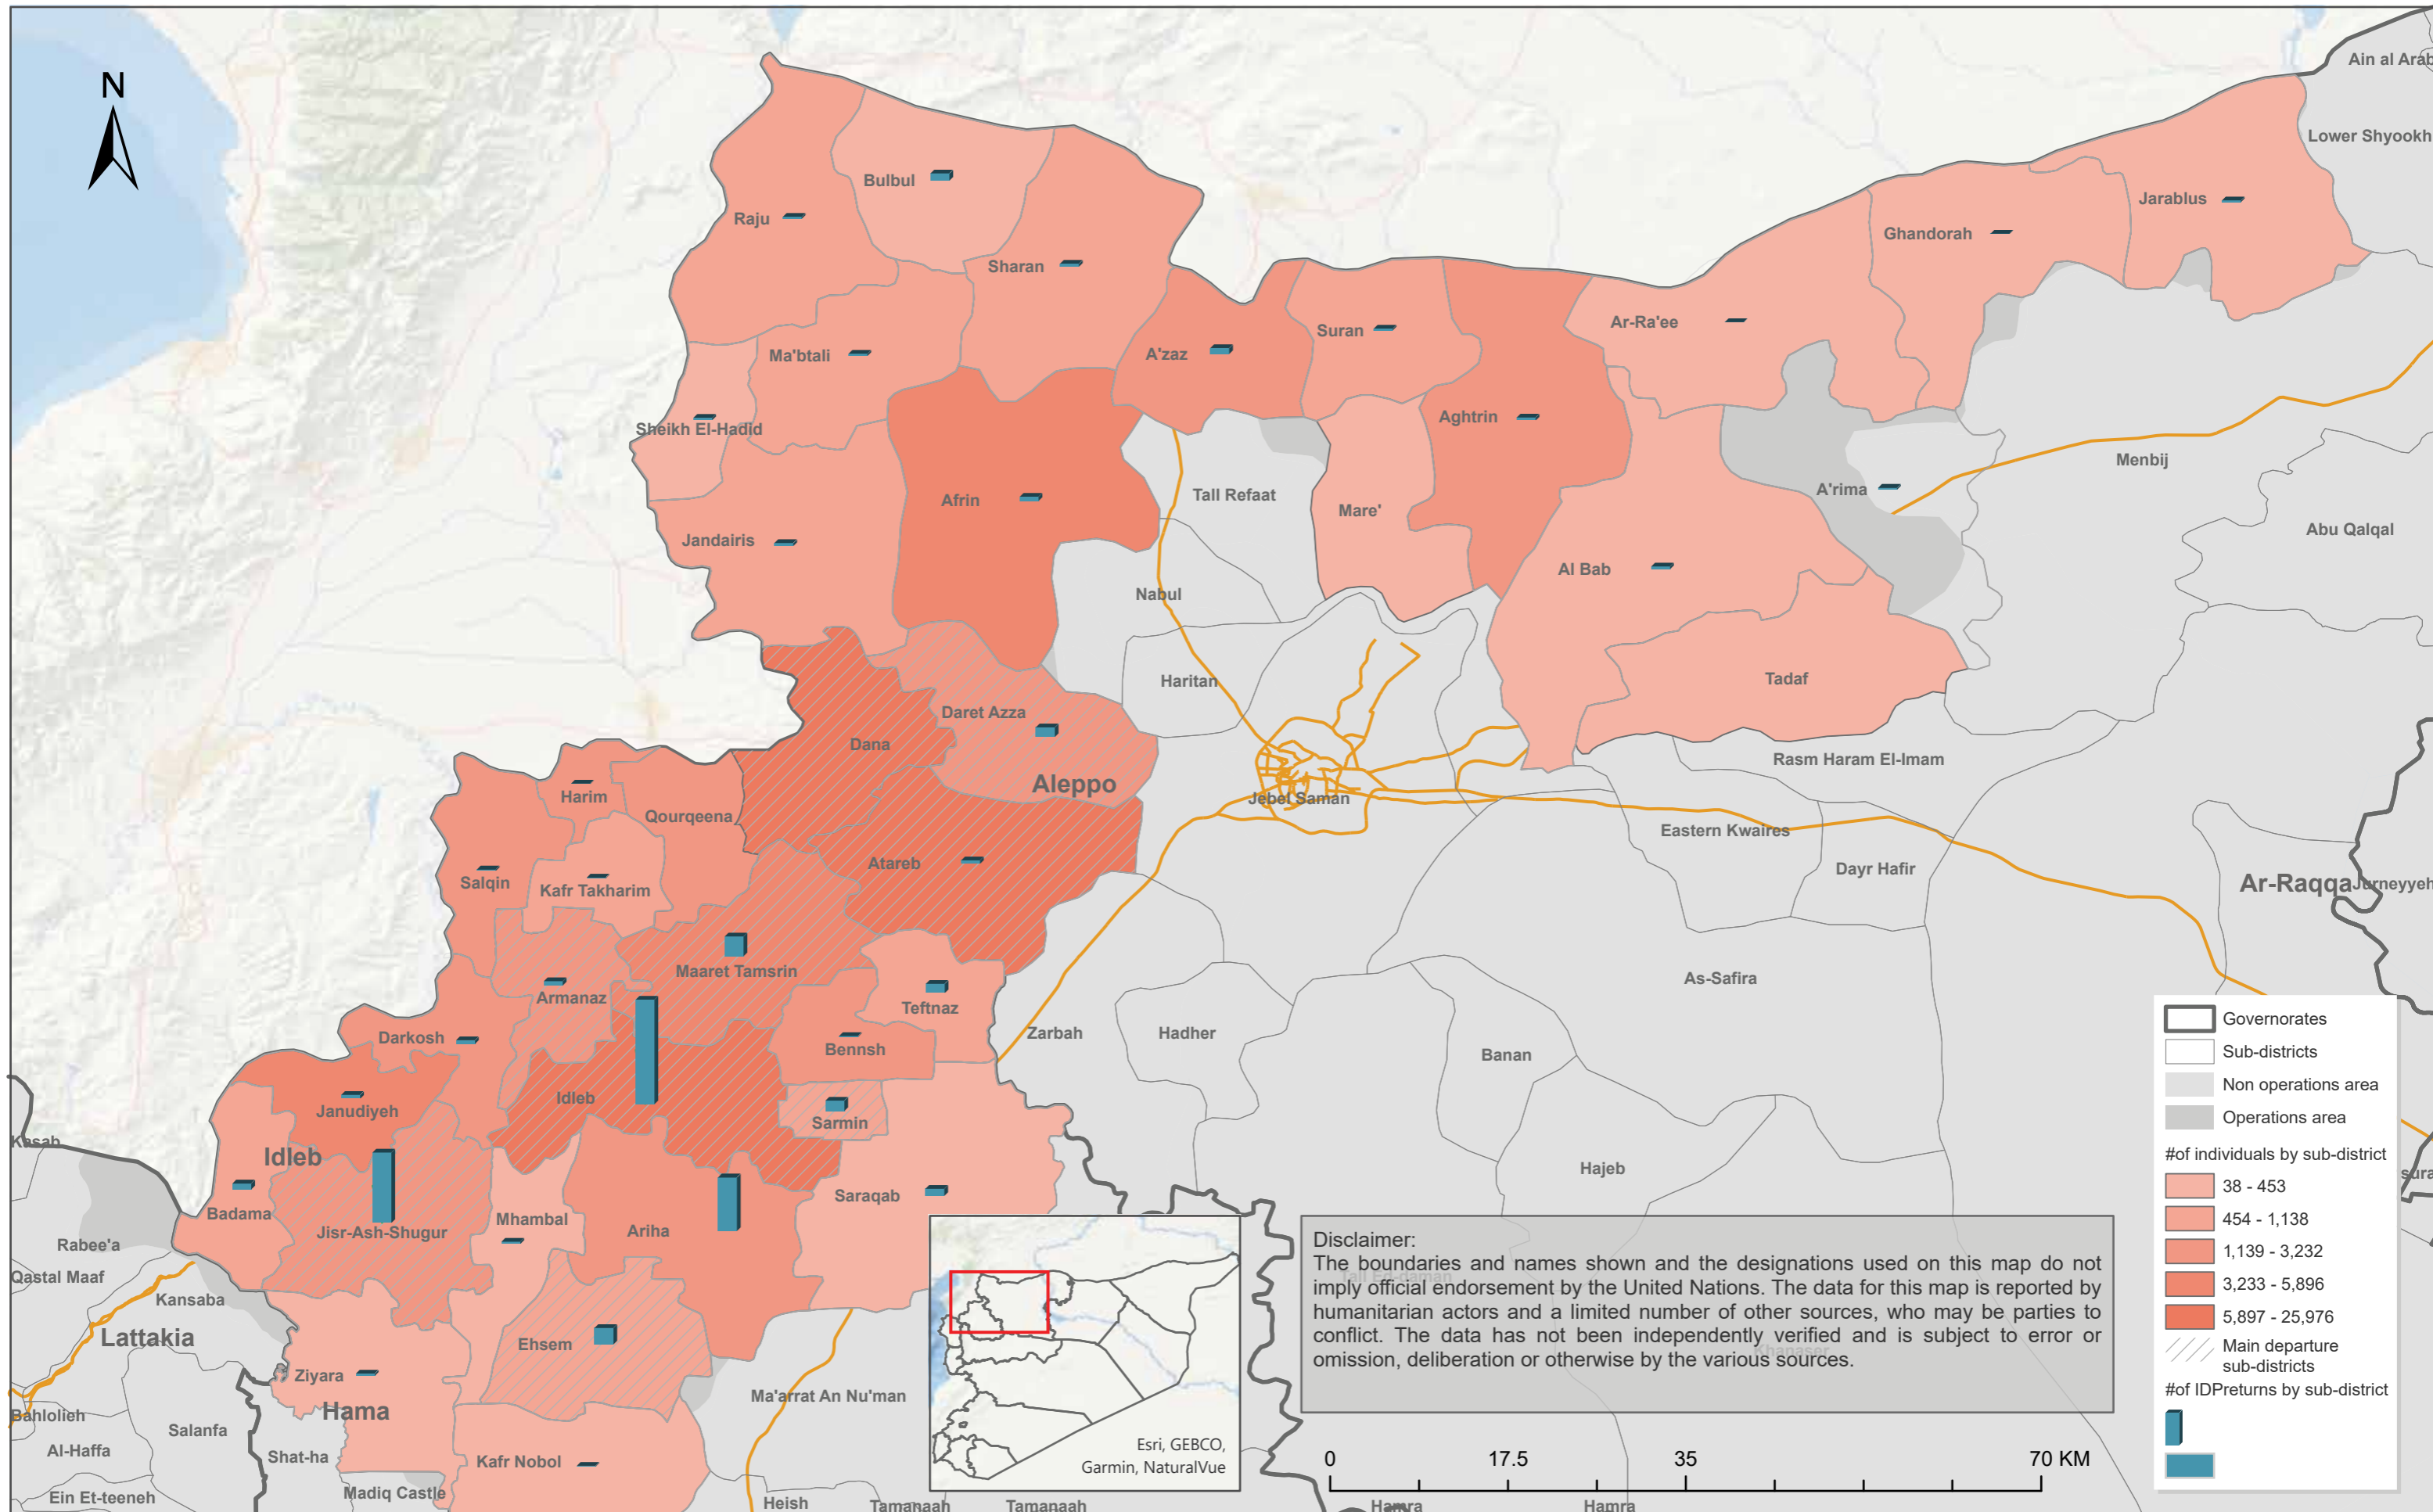 N
Ain al Arab
Lower Shyookh
Jarablus
Bulbul
Raju
Ghandorah
Sharan
Ar-Ra'ee
Suran
A'zaz
Ma'btali
Aghtrin
Sheikh El-Hadid
Menbij
A'rima
Tall Refaat
Afrin
Mare'
Abu Qalqal
Jandairis
Al Bab
Nabul
Haritan
Tadaf
Daret Azza
Dana
Rasm Haram El-Imam
Aleppo
Harim
Jebel Saman
Qourqeena
Eastern Kwaires
Atareb
Dayr Hafir
Salqin
Kafr Takharim
Ar-Raqqa
Jurneyyeh
Maaret Tamsrin
As-Safira
Armanaz
Teftnaz
Darkosh
Zarbah
Hadher
Bennsh
Banan
Idleb
Janudiyeh
Sarmin
Kasab
Idleb
Hajeb
Saraqab
Badama
Mhambal
Jisr-Ash-Shugur
Ariha
Rabee'a
Qastal Maaf
Kansaba
Lattakia
Ehsem
Ziyara
Ma'arrat An Nu'man
Hama
Bahlolieh
Salanfa
Al-Haffa
Shat-ha
Kafr Nobol
Madiq Castle
Ein Et-teeneh
Heish
Tamanaah
Tamanaah
Hamra
Hamra
Esri, GEBCO,
Garmin, NaturalVue
Tall Ed-daman
Khanaser
Disclaimer:
The boundaries and names shown and the designations used on this map do not
imply official endorsement by the United Nations. The data for this map is reported by
humanitarian actors and a limited number of other sources, who may be parties to
conflict. The data has not been independently verified and is subject to error or
omission, deliberation or otherwise by the various sources.
0 17.5 35 70 KM
Governorates
Sub-districts
Non operations area
Operations area
#of individuals by sub-district
38 - 453
454 - 1,138
1,139 - 3,232
3,233 - 5,896
5,897 - 25,976
Main departure
sub-districts
#of IDPreturns by sub-district